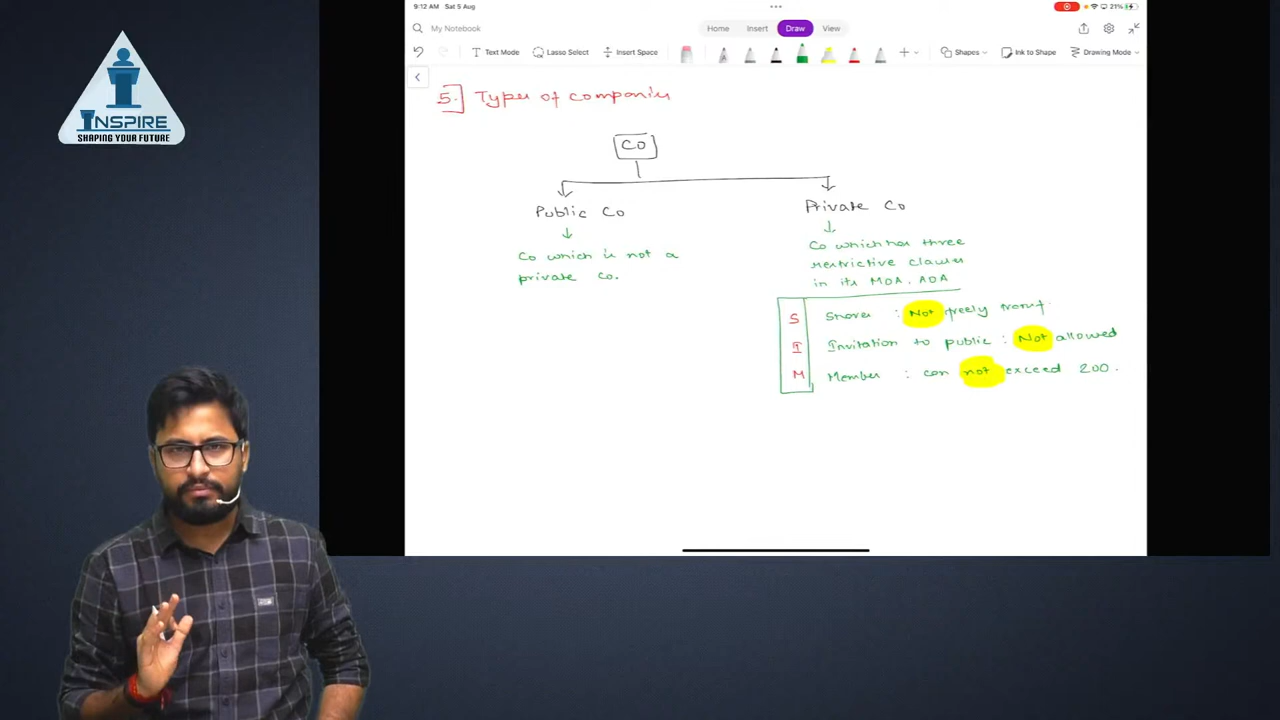 9:12 AM Sat 5 Aug
21%
My Notebook
Home Insert Draw View
Text Mode Lasso Select Insert Space Shapes Ink to Shape Drawing Mode
INSPIRE
SHAPING YOUR FUTURE
5. Types of companies
CO
Public Co
Private Co
Co which is not a
private Co.
Co which has three
restrictive clauses
in its MOA, AOA
S Shares : Not freely transf.
I Invitation to public : Not allowed
M Member : can not exceed 200.